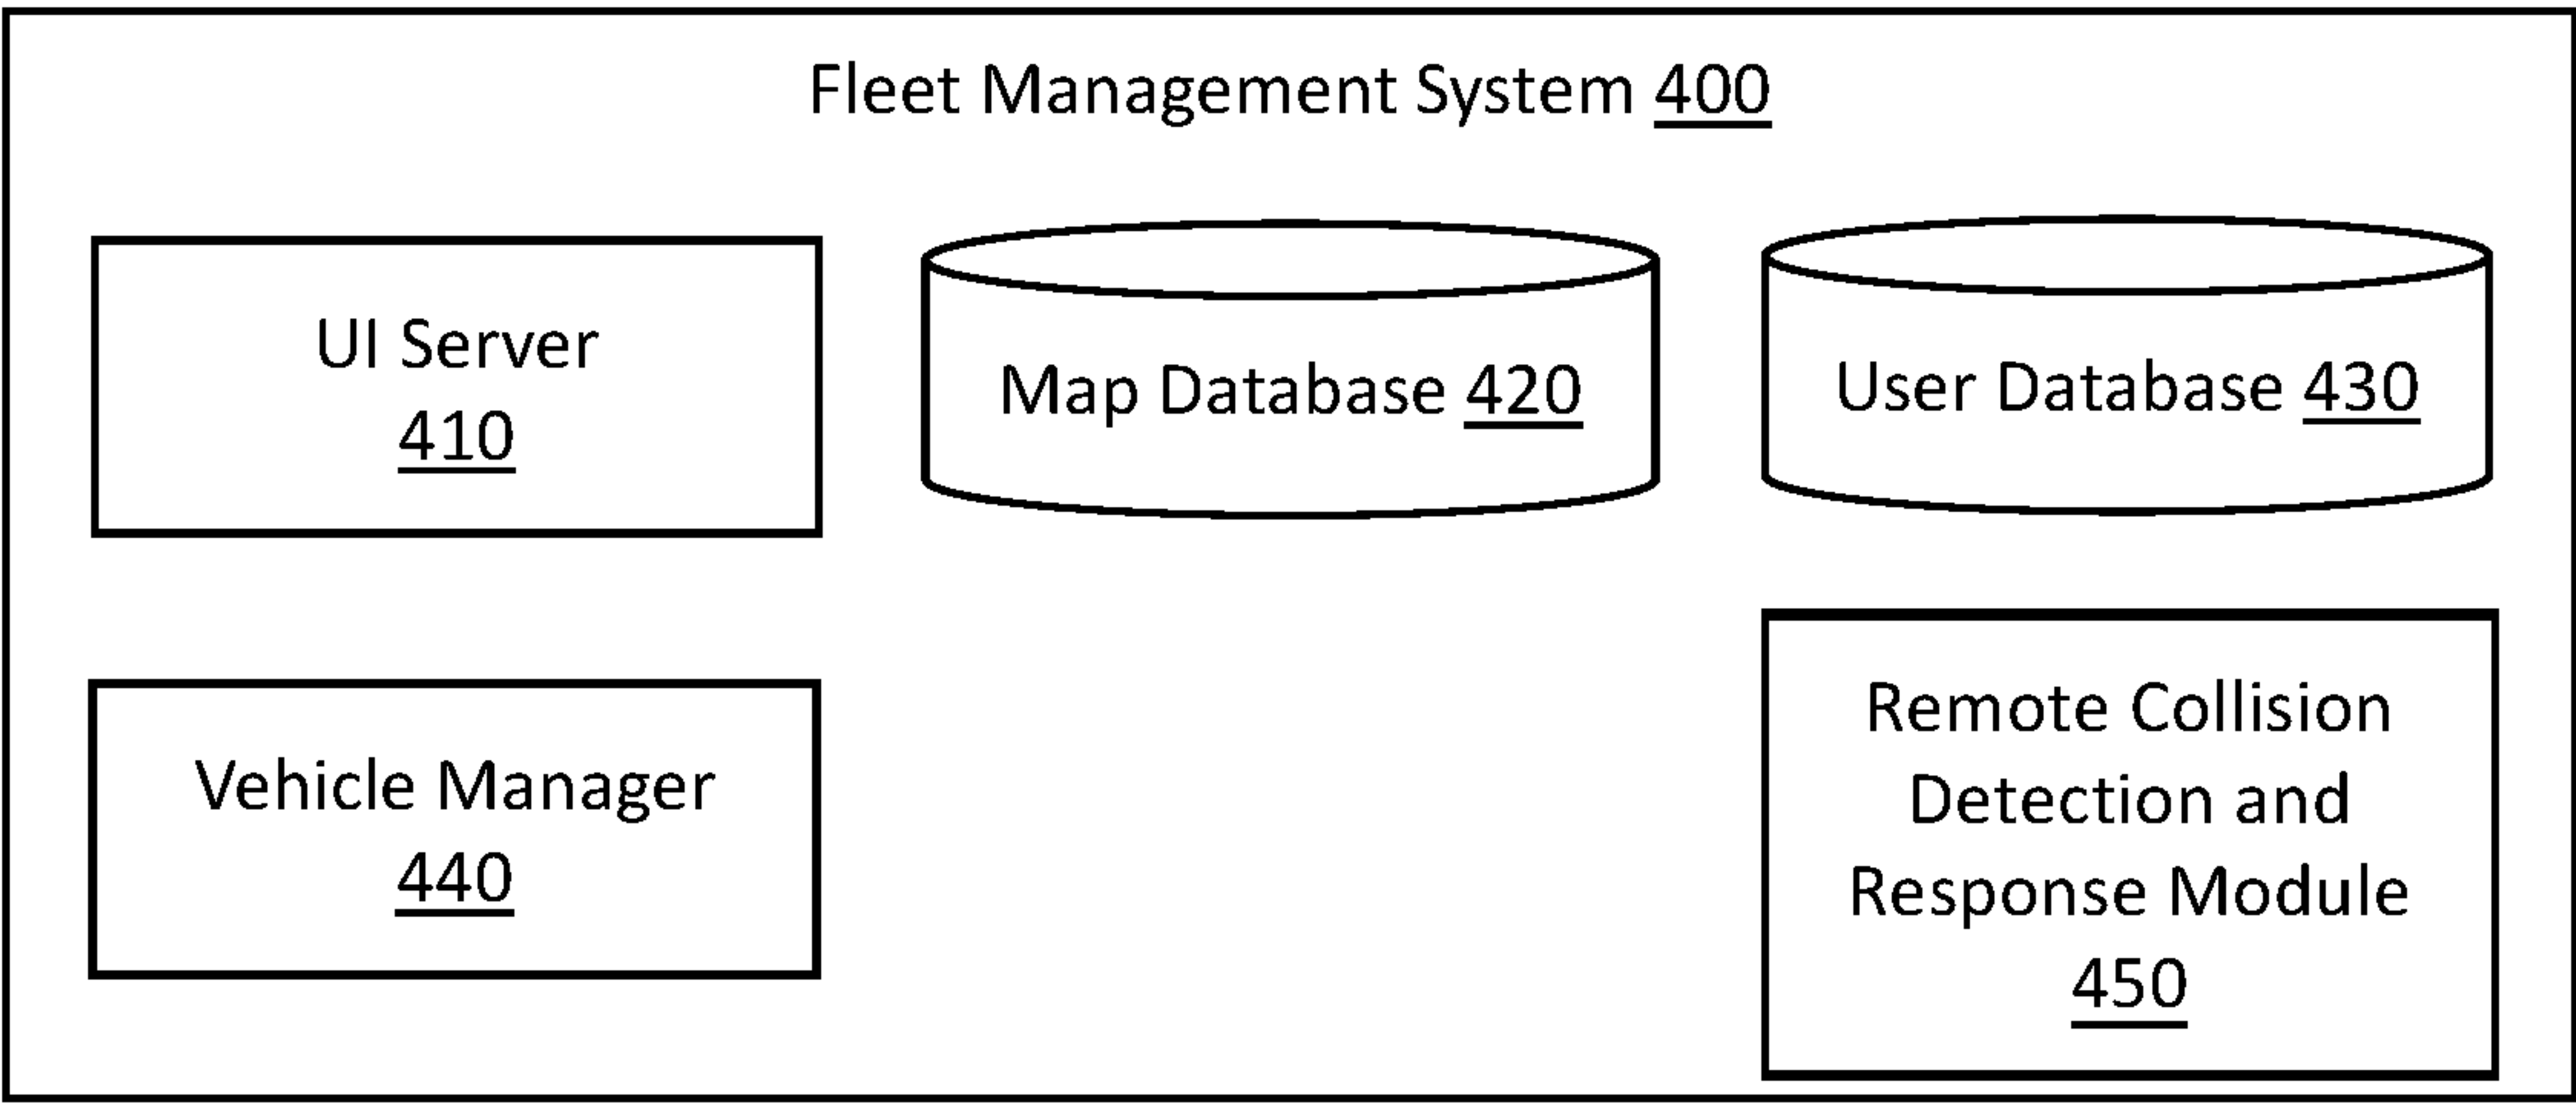 Fleet Management System 400
UI Server
410
Map Database 420
User Database 430
Vehicle Manager
440
Remote Collision
Detection and
Response Module
450